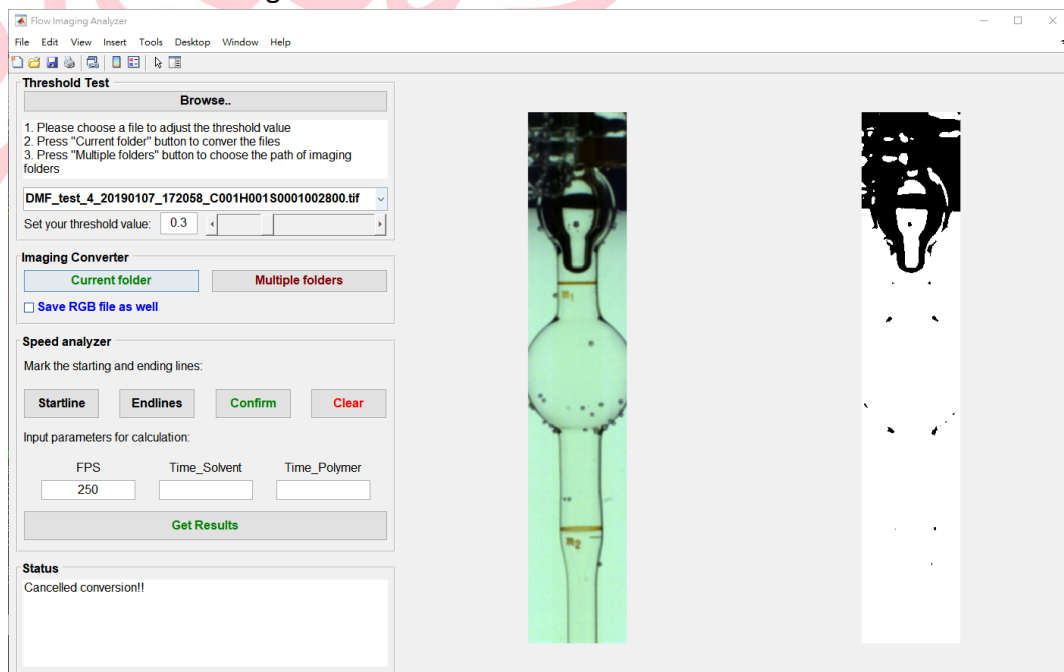 Flow Imaging Analyzer
File Edit View Insert Tools Desktop Window Help
Threshold Test
Browse..
1. Please choose a file to adjust the threshold value
2. Press "Current folder" button to conver the files
3. Press "Multiple folders" button to choose the path of imaging
folders
DMF_test_4_20190107_172058_C001H001S0001002800.tif
Set your threshold value: 0.3
Imaging Converter
Current folder Multiple folders
Save RGB file as well
Speed analyzer
Mark the starting and ending lines:
Startline Endlines Confirm Clear
Input parameters for calculation:
FPS Time_Solvent Time_Polymer
250
Get Results
Status
Cancelled conversion!!
m1
m2